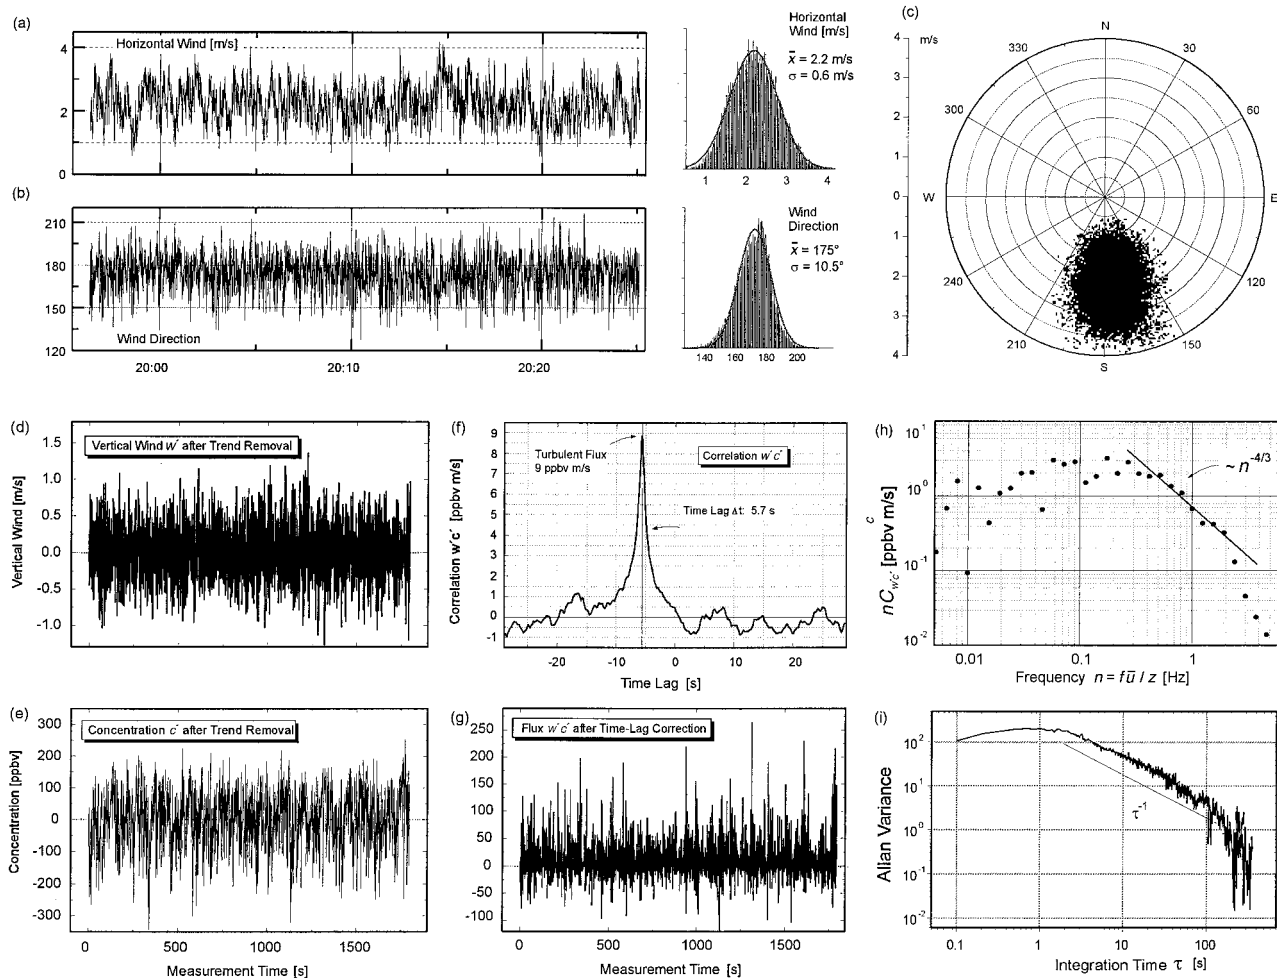 (a)
Horizontal Wind [m/s]
4
2
0
Horizontal
Wind [m/s]
x̄ = 2.2 m/s
σ = 0.6 m/s
1 2 3 4
(b)
210
180
150
120
Wind Direction
20:00 20:10 20:20
Wind
Direction
x̄ = 175°
σ = 10.5°
140 160 180 200
(c)
m/s
4
3
2
1
0
1
2
3
4
N
330 30
300 60
W E
240 120
210 150
S
(d)
Vertical Wind w´ after Trend Removal
Vertical Wind [m/s]
1.5
1.0
0.5
0.0
-0.5
-1.0
(e)
Concentration c´ after Trend Removal
Concentration [ppbv]
300
200
100
0
-100
-200
-300
0 500 1000 1500
Measurement Time [s]
(f)
Correlation w´c´
Turbulent Flux
9 ppbv m/s
Time Lag Δt: 5.7 s
Correlation w´c´ [ppbv m/s]
9
8
7
6
5
4
3
2
1
0
-1
-20 -10 0 10 20
Time Lag [s]
(g)
Flux w´c´ after Time-Lag Correction
250
200
150
100
50
0
-50
-100
0 500 1000 1500
Measurement Time [s]
(h)
nC w´c´ [ppbv m/s]
c
10¹
10⁰
10⁻¹
10⁻²
~ n⁻⁴/³
0.01 0.1 1
Frequency n = f ū / z [Hz]
(i)
Allan Variance
10²
10¹
10⁰
10⁻¹
10⁻²
τ⁻¹
0.1 1 10 100
Integration Time τ [s]